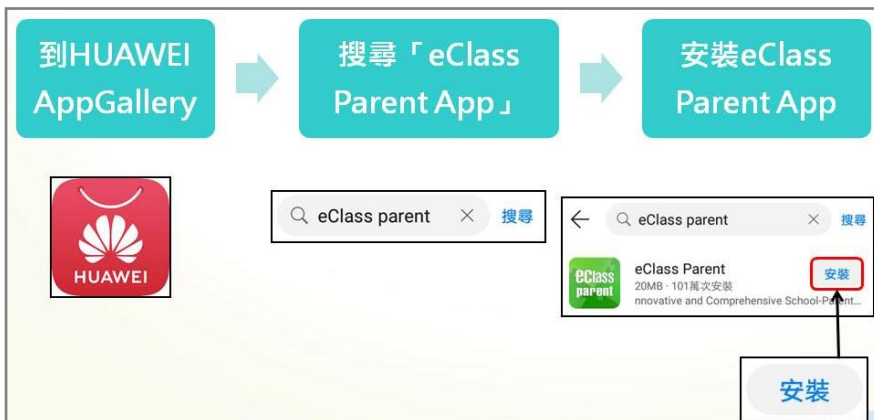 到HUAWEI
AppGallery
搜尋「eClass
Parent App」
安裝eClass
Parent App
HUAWEI
eClass parent
搜尋
eClass parent
搜尋
eClass
parent
eClass Parent
20MB · 101萬次安裝
nnovative and Comprehensive School-Parent...
安裝
安裝